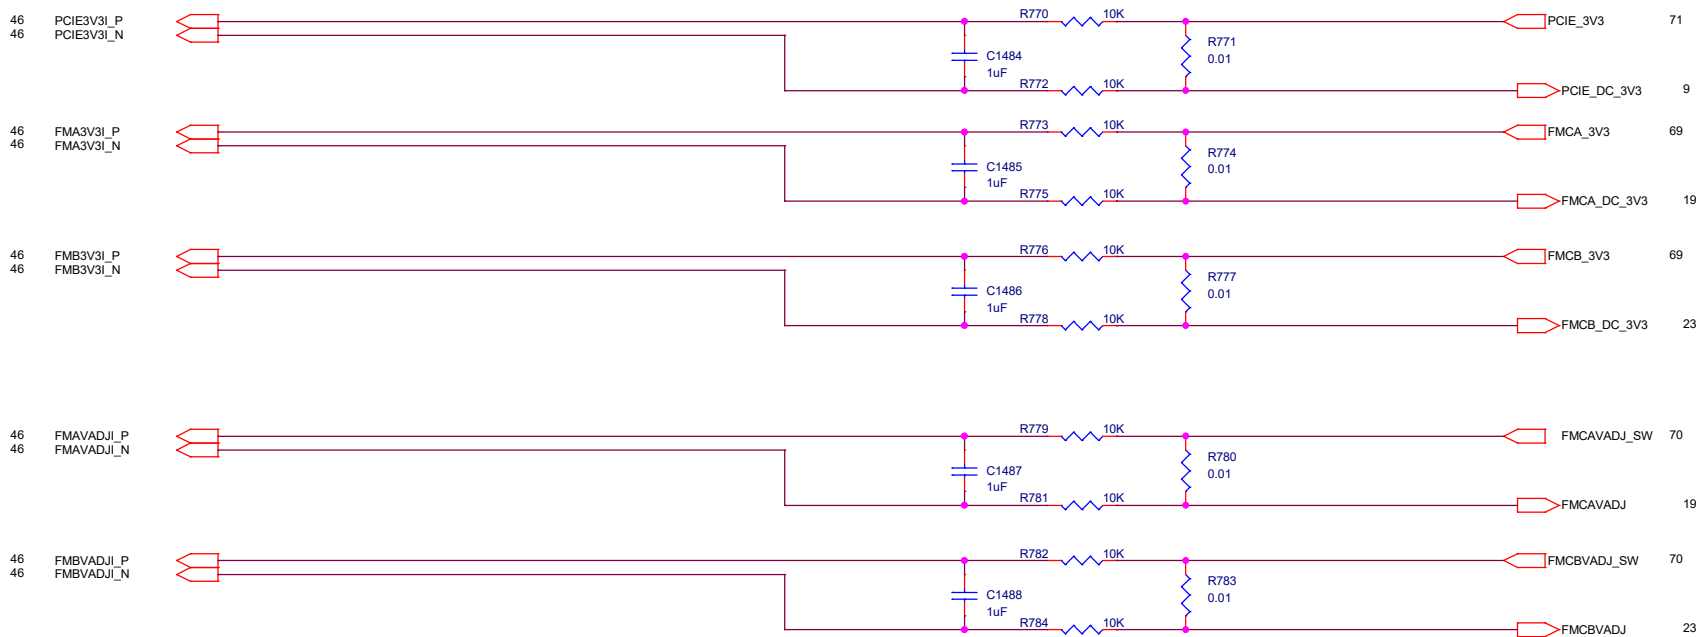 46 PCIE3V3I_P R770 10K PCIE_3V3 71
46 PCIE3V3I_N
R771
0.01
C1484
1uF
R772 10K PCIE_DC_3V3 9
46 FMA3V3I_P R773 10K FMCA_3V3 69
46 FMA3V3I_N
R774
0.01
C1485
1uF
R775 10K FMCA_DC_3V3 19
46 FMB3V3I_P R776 10K FMCB_3V3 69
46 FMB3V3I_N
R777
0.01
C1486
1uF
R778 10K FMCB_DC_3V3 23
46 FMAVADJI_P R779 10K FMCAVADJ_SW 70
46 FMAVADJI_N
R780
0.01
C1487
1uF
R781 10K FMCAVADJ 19
46 FMBVADJI_P R782 10K FMCBVADJ_SW 70
46 FMBVADJI_N
R783
0.01
C1488
1uF
R784 10K FMCBVADJ 23